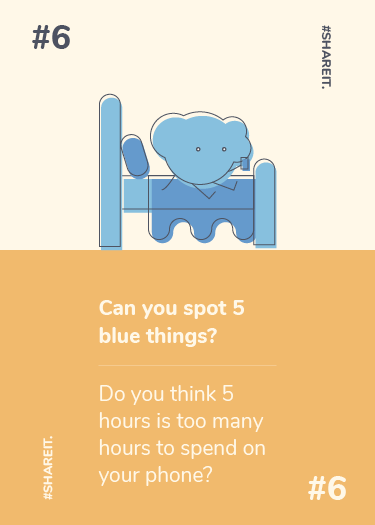 #6
#SHAREIT.
Can you spot 5
blue things?
Do you think 5
hours is too many
hours to spend on
your phone?
#SHAREIT.
#6